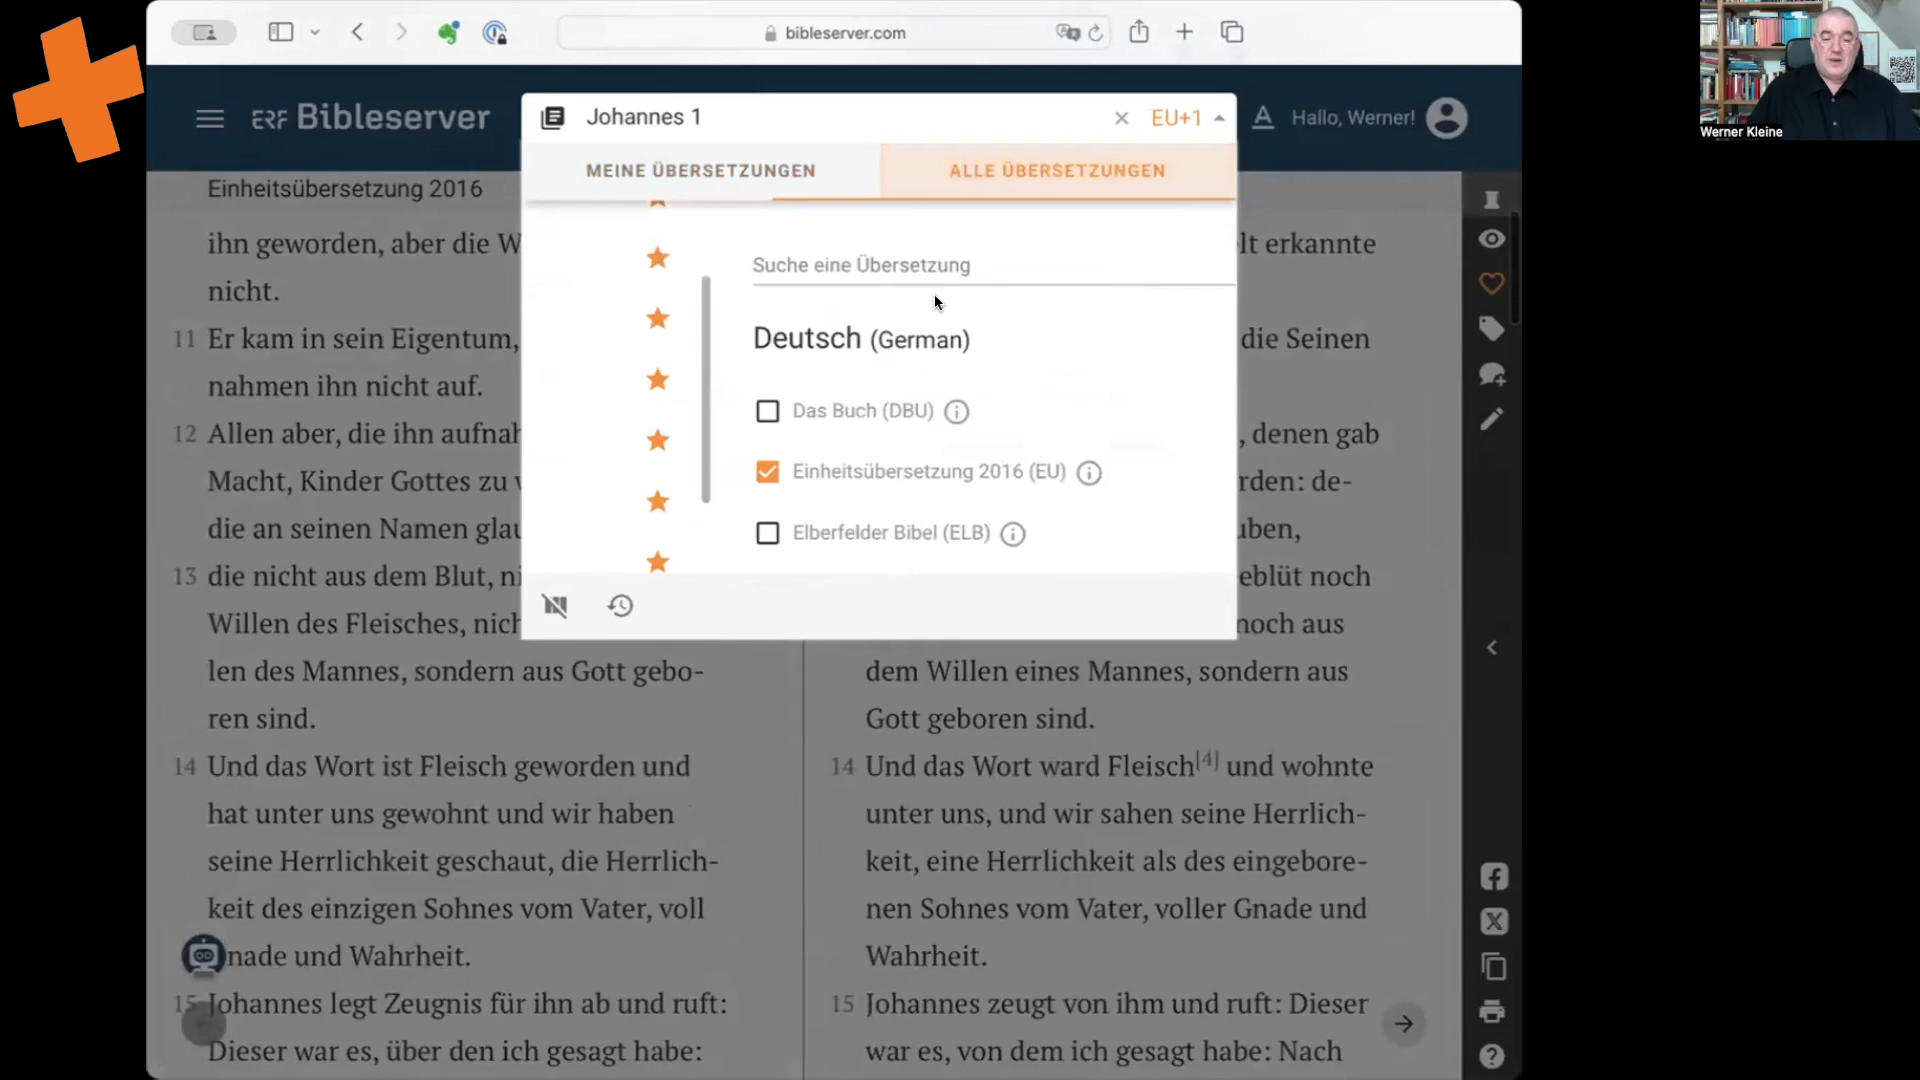 bibleserver.com
Werner Kleine
ERF Bibleserver
Johannes 1
EU+1
A
Hallo, Werner!
MEINE ÜBERSETZUNGEN
ALLE ÜBERSETZUNGEN
Suche eine Übersetzung
Deutsch (German)
Das Buch (DBU)
Einheitsübersetzung 2016 (EU)
Elberfelder Bibel (ELB)
Einheitsübersetzung 2016
ihn geworden, aber die W
nicht.
11 Er kam in sein Eigentum,
nahmen ihn nicht auf.
12 Allen aber, die ihn aufnah
Macht, Kinder Gottes zu
die an seinen Namen glau
13 die nicht aus dem Blut, ni
Willen des Fleisches, nich
len des Mannes, sondern aus Gott gebo-
ren sind.
14 Und das Wort ist Fleisch geworden und
hat unter uns gewohnt und wir haben
seine Herrlichkeit geschaut, die Herrlich-
keit des einzigen Sohnes vom Vater, voll
nade und Wahrheit.
15 Johannes legt Zeugnis für ihn ab und ruft:
Dieser war es, über den ich gesagt habe:
lt erkannte
die Seinen
, denen gab
rden: de-
uben,
eblüt noch
noch aus
dem Willen eines Mannes, sondern aus
Gott geboren sind.
14 Und das Wort ward Fleisch[4] und wohnte
unter uns, und wir sahen seine Herrlich-
keit, eine Herrlichkeit als des eingebore-
nen Sohnes vom Vater, voller Gnade und
Wahrheit.
15 Johannes zeugt von ihm und ruft: Dieser
war es, von dem ich gesagt habe: Nach